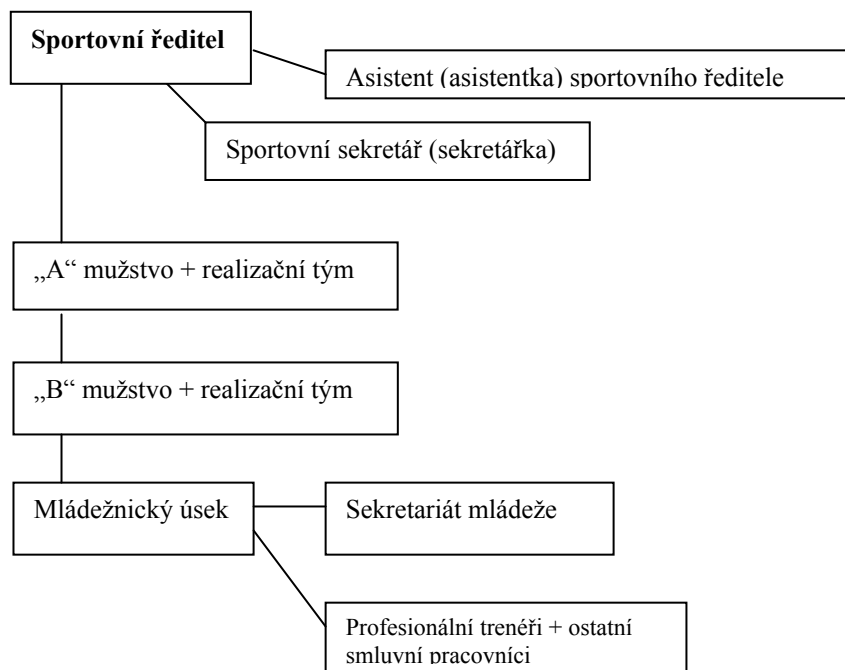 Sportovní ředitel
Asistent (asistentka) sportovního ředitele
Sportovní sekretář (sekretářka)
„A“ mužstvo + realizační tým
„B“ mužstvo + realizační tým
Mládežnický úsek
Sekretariát mládeže
Profesionální trenéři + ostatní
smluvní pracovníci